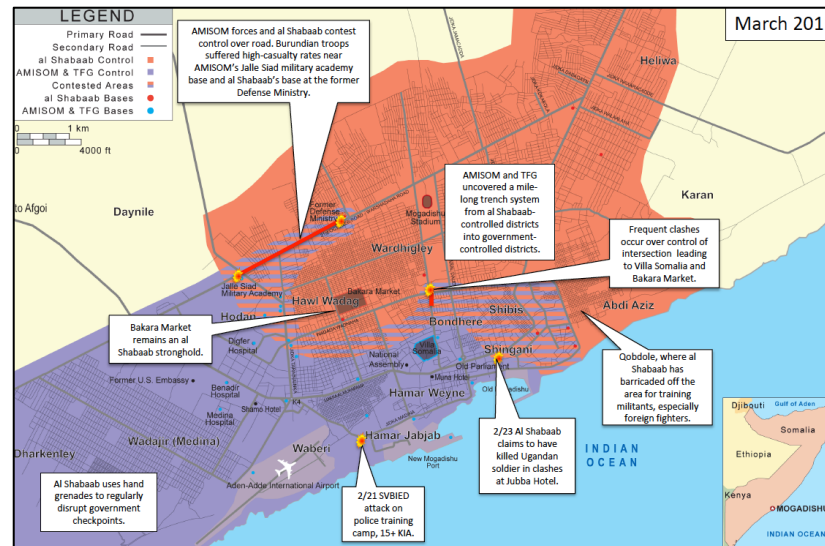 LEGEND
Primary Road
Secondary Road
al Shabaab Control
AMISOM & TFG Control
Contested Areas
al Shabaab Bases
AMISOM & TFG Bases
0 1 km
0 4000 ft
March 201
AMISOM forces and al Shabaab contest
control over road. Burundian troops
suffered high-casualty rates near
AMISOM's Jalle Siad military academy
base and al Shabaab's base at the former
Defense Ministry.
Heliwa
AMISOM and TFG
uncovered a mile-
long trench system
from al Shabaab-
controlled districts
into government-
controlled districts.
Karan
to Afgoi
Daynile
Former
Defense
Ministry
Mogadishu
Stadium
Wardhigley
Frequent clashes
occur over control of
intersection leading
to Villa Somalia and
Bakara Market.
Jalle Siad
Military Academy
Bakara Market
Hawl Wadag
Hodan
Shibis
Abdi Aziz
Bondhere
Bakara Market
remains an al
Shabaab stronghold.
Digfer
Hospital
Villa
Somalia
Shingani
National
Assembly
Old Parliament
Qobdole, where al
Shabaab has
barricaded off the
area for training
militants, especially
foreign fighters.
Former U.S. Embassy
Benadir
Hospital
Muna Hotel
Hamar Weyne
Shamo Hotel
K4
Medina
Hospital
Wadajir (Medina)
Hamar Jabjab
2/23 Al Shabaab
claims to have
killed Ugandan
soldier in clashes
at Jubba Hotel.
INDIAN
OCEAN
Dharkenley
Waberi
New Mogadishu
Port
Aden-Adde International Airport
Al Shabaab uses hand
grenades to regularly
disrupt government
checkpoints.
2/21 SVBIED
attack on
police training
camp, 15+ KIA.
Djibouti
Gulf of Aden
Somalia
Ethiopia
Kenya
MOGADISHU
INDIAN OCEAN